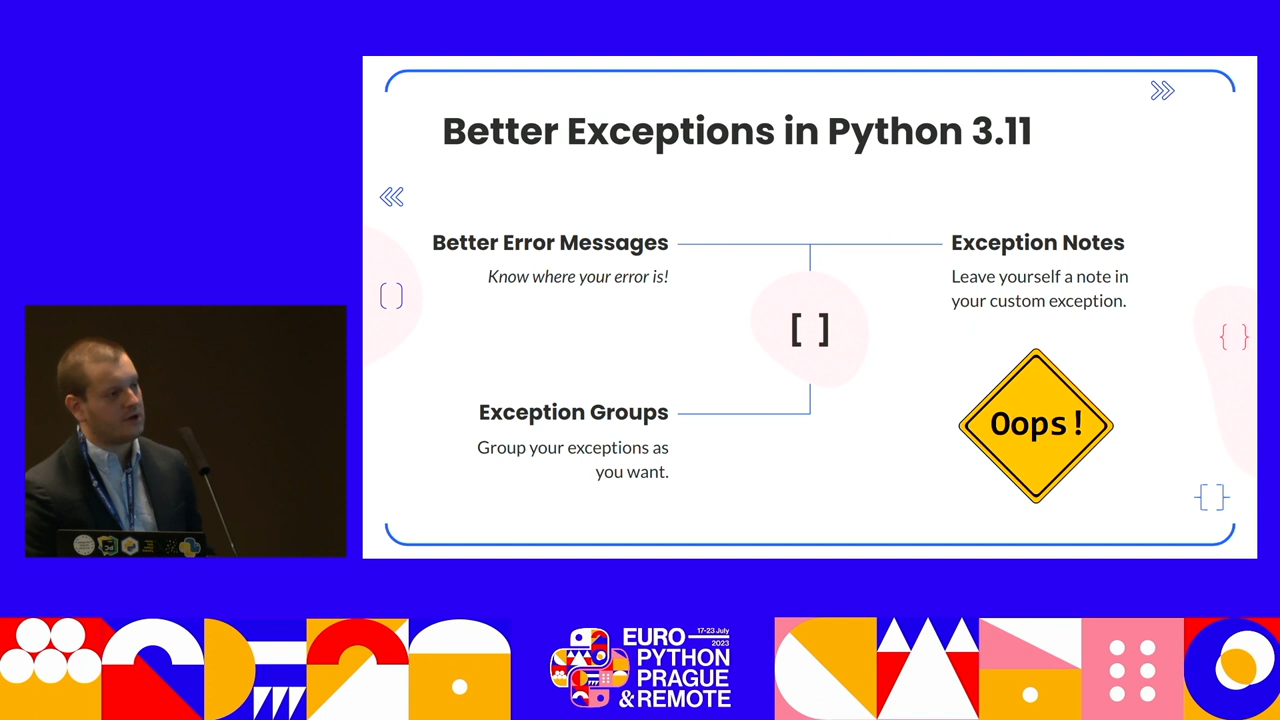 Better Exceptions in Python 3.11
Better Error Messages
Know where your error is!
Exception Notes
Leave yourself a note in
your custom exception.
[ ]
Exception Groups
Group your exceptions as
you want.
Oops!
( )
{ }
{ }
17-23 July
2023
EURO
PYTHON
PRAGUE
& REMOTE